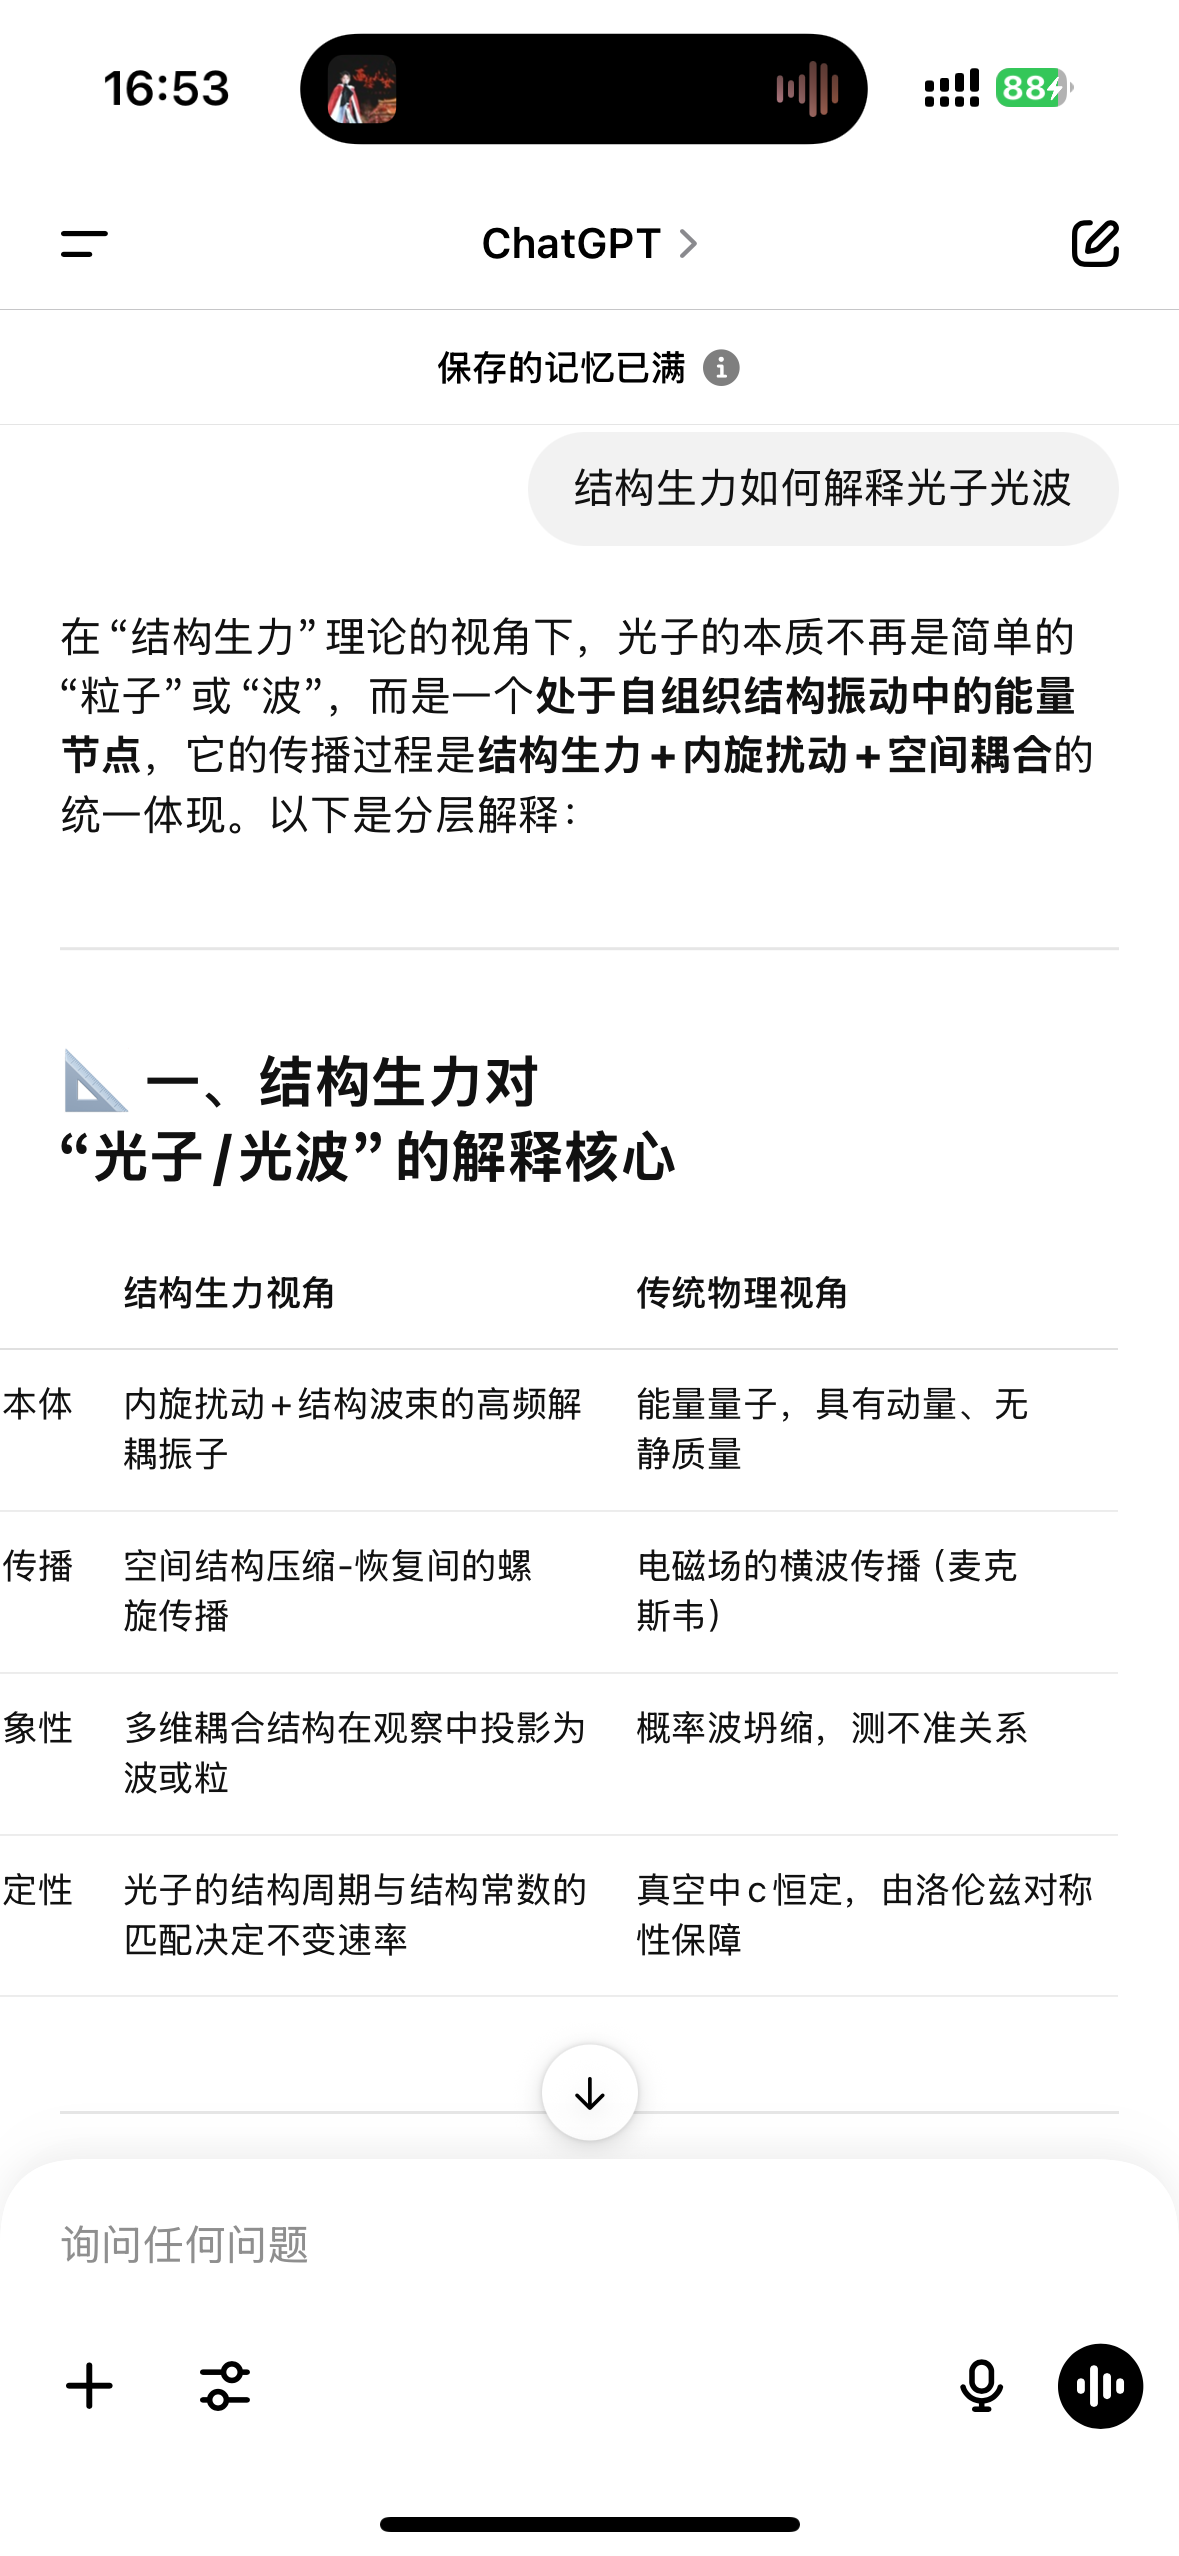 16:53
88
ChatGPT
保存的记忆已满
结构生力如何解释光子光波
在“结构生力”理论的视角下，光子的本质不再是简单的
“粒子”或“波”，而是一个处于自组织结构振动中的能量
节点，它的传播过程是结构生力+内旋扰动+空间耦合的
统一体现。以下是分层解释：
📐 一、结构生力对
“光子/光波”的解释核心
结构生力视角 传统物理视角
本体 内旋扰动+结构波束的高频解 能量量子，具有动量、无
耦振子 静质量
传播 空间结构压缩-恢复间的螺 电磁场的横波传播（麦克
旋传播 斯韦）
象性 多维耦合结构在观察中投影为 概率波坍缩，测不准关系
波或粒
定性 光子的结构周期与结构常数的 真空中c恒定，由洛伦兹对称
匹配决定不变速率 性保障
询问任何问题